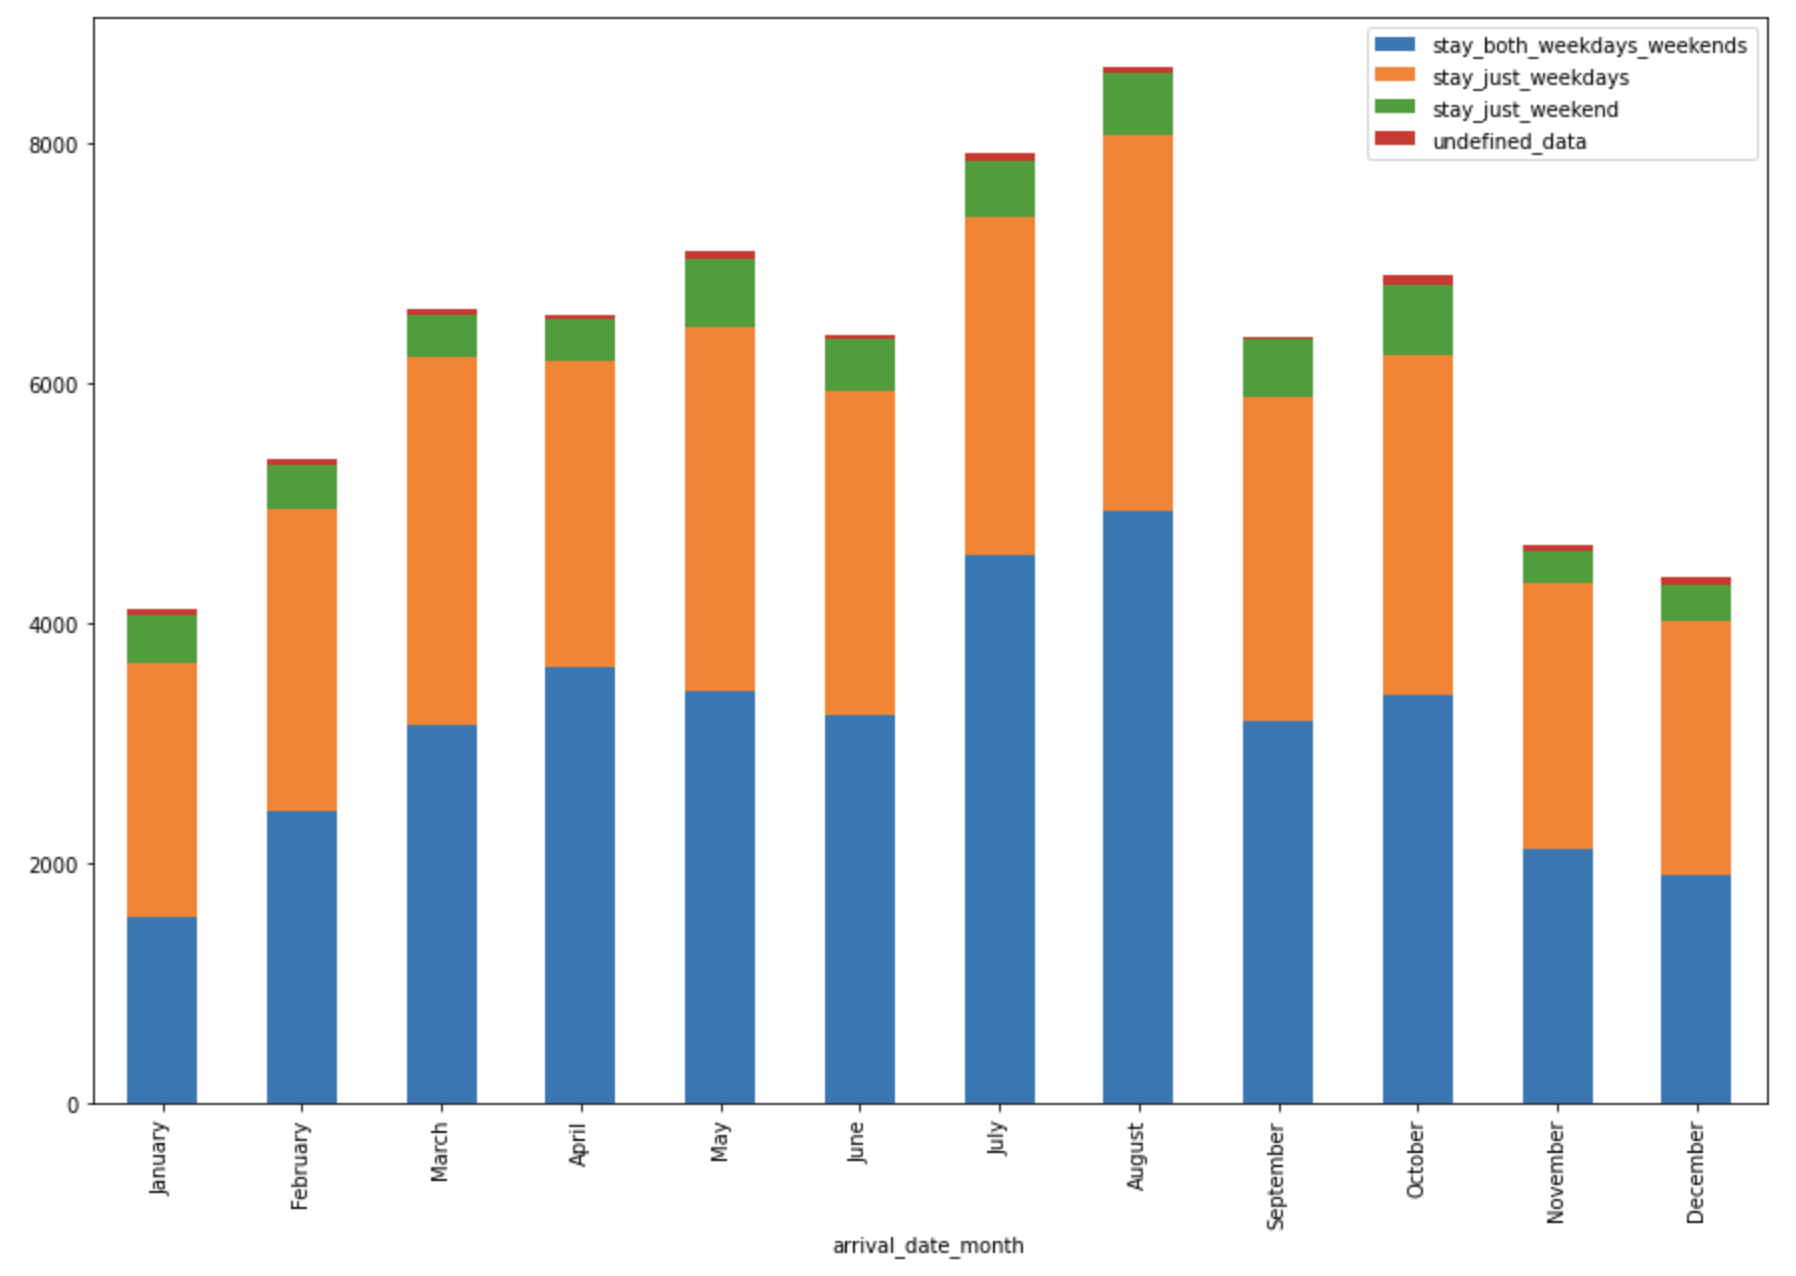 stay_both_weekdays_weekends
stay_just_weekdays
stay_just_weekend
undefined_data
8000
6000
4000
2000
0
January
February
March
April
May
June
July
August
September
October
November
December
arrival_date_month